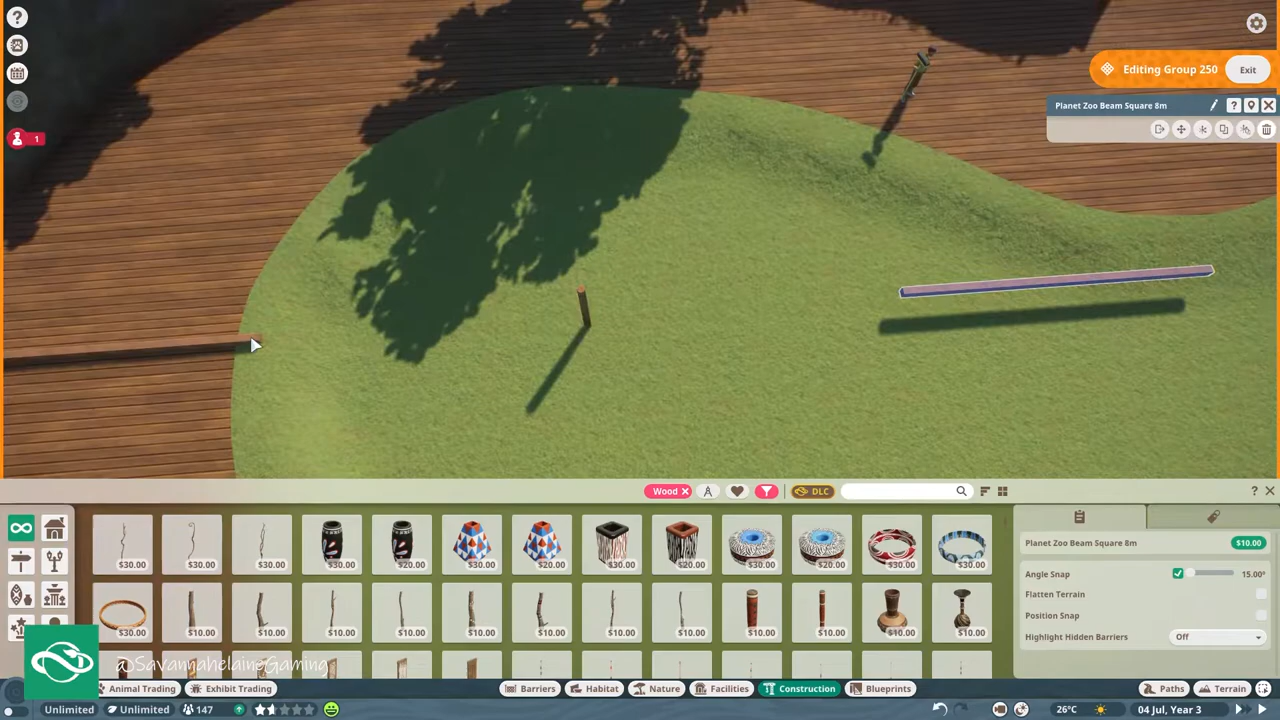 ?
Editing Group 250 Exit
Planet Zoo Beam Square 8m ?
1
Wood × DLC ? ×
$30.00 $30.00 $30.00 $30.00 $20.00 $30.00 $20.00 $30.00 $20.00 $30.00 $20.00 $30.00 $30.00
Planet Zoo Beam Square 8m $10.00
Angle Snap 15.00°
Flatten Terrain
Position Snap
Highlight Hidden Barriers Off
$30.00 $10.00 $10.00 $10.00 $10.00 $10.00 $10.00 $10.00 $10.00 $10.00 $10.00 $10.00 $10.00
@SavannahelaineGaming
Animal Trading Exhibit Trading Barriers Habitat Nature Facilities Construction Blueprints Paths Terrain
Unlimited Unlimited 147 26°C 04 Jul, Year 3